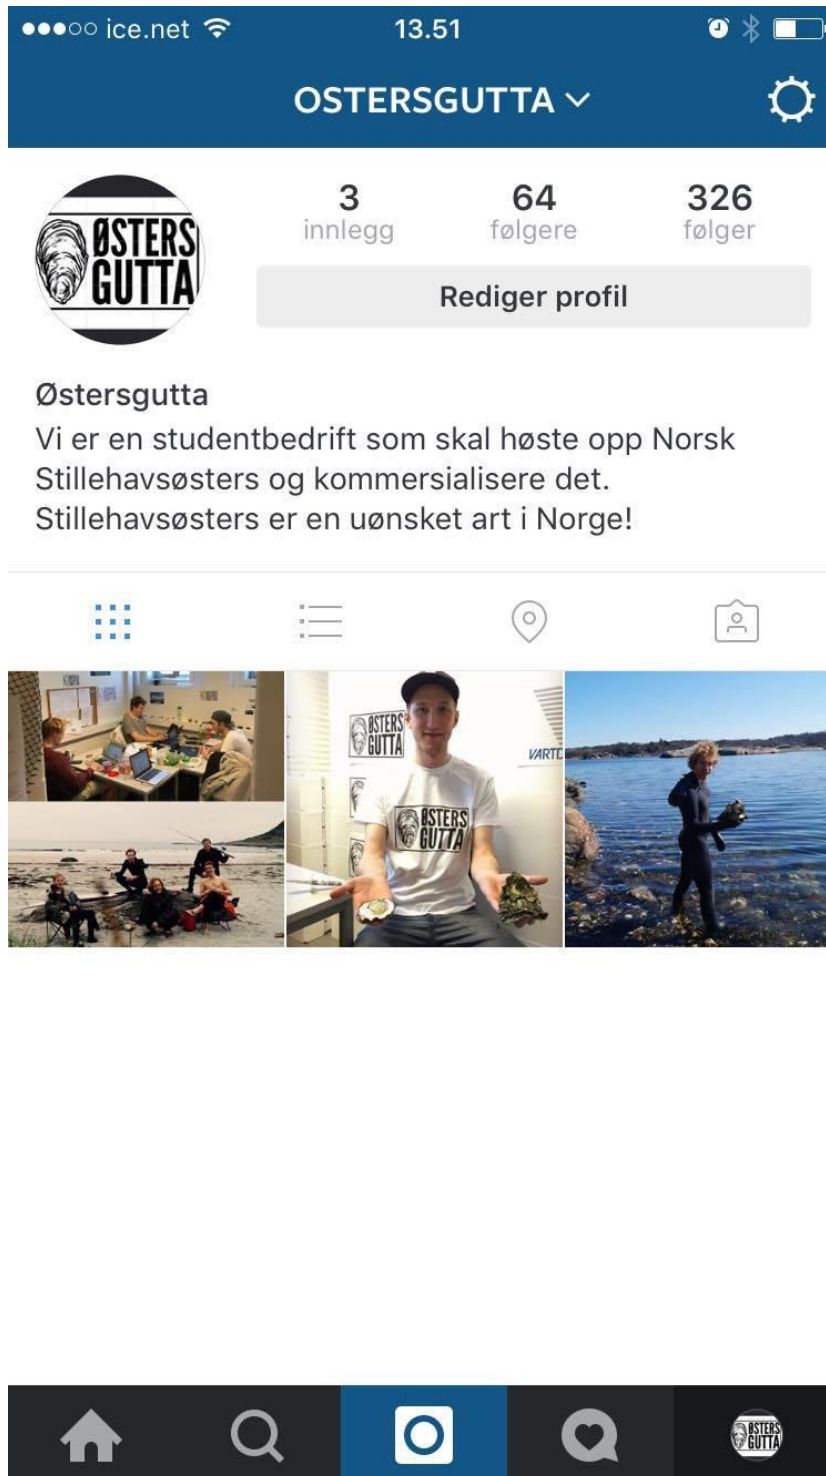 ice.net 13.51
OSTERSGUTTA
ØSTERS
GUTTA
3 64 326
innlegg følgere følger
Rediger profil
Østersgutta
Vi er en studentbedrift som skal høste opp Norsk
Stillehavsøsters og kommersialisere det.
Stillehavsøsters er en uønsket art i Norge!
ØSTERS
GUTTA
ØSTERS
GUTTA
ØSTERS
GUTTA